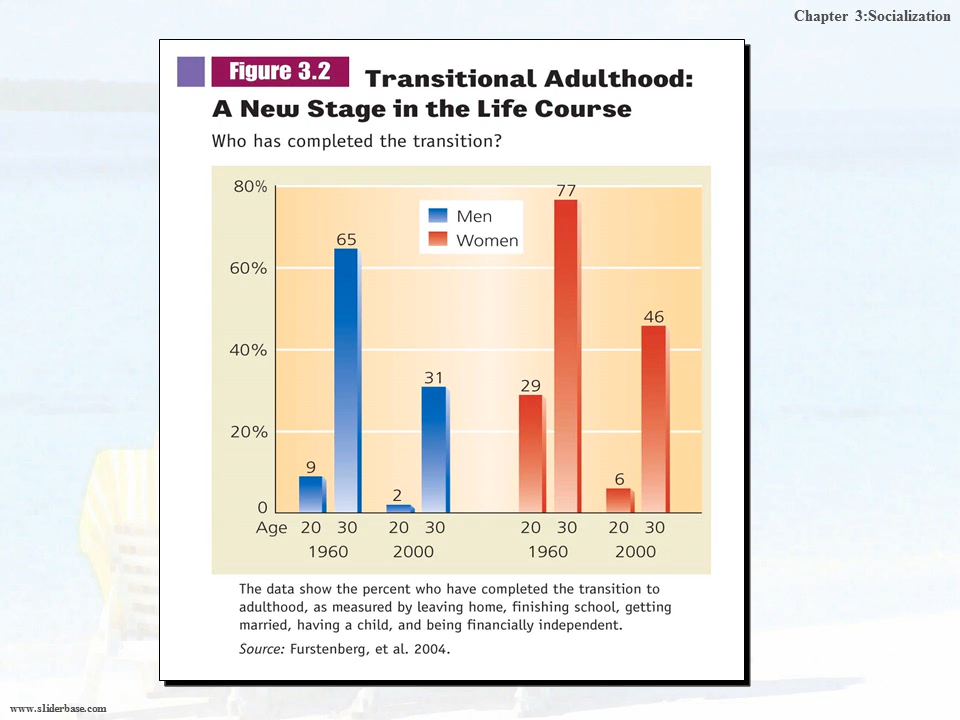 Chapter 3:Socialization
Figure 3.2 Transitional Adulthood:
A New Stage in the Life Course
Who has completed the transition?
80%
77
Men
Women
65
60%
46
40%
31
29
20%
9
6
2
0
Age 20 30 20 30 20 30 20 30
1960 2000 1960 2000
The data show the percent who have completed the transition to
adulthood, as measured by leaving home, finishing school, getting
married, having a child, and being financially independent.
Source: Furstenberg, et al. 2004.
www.sliderbase.com